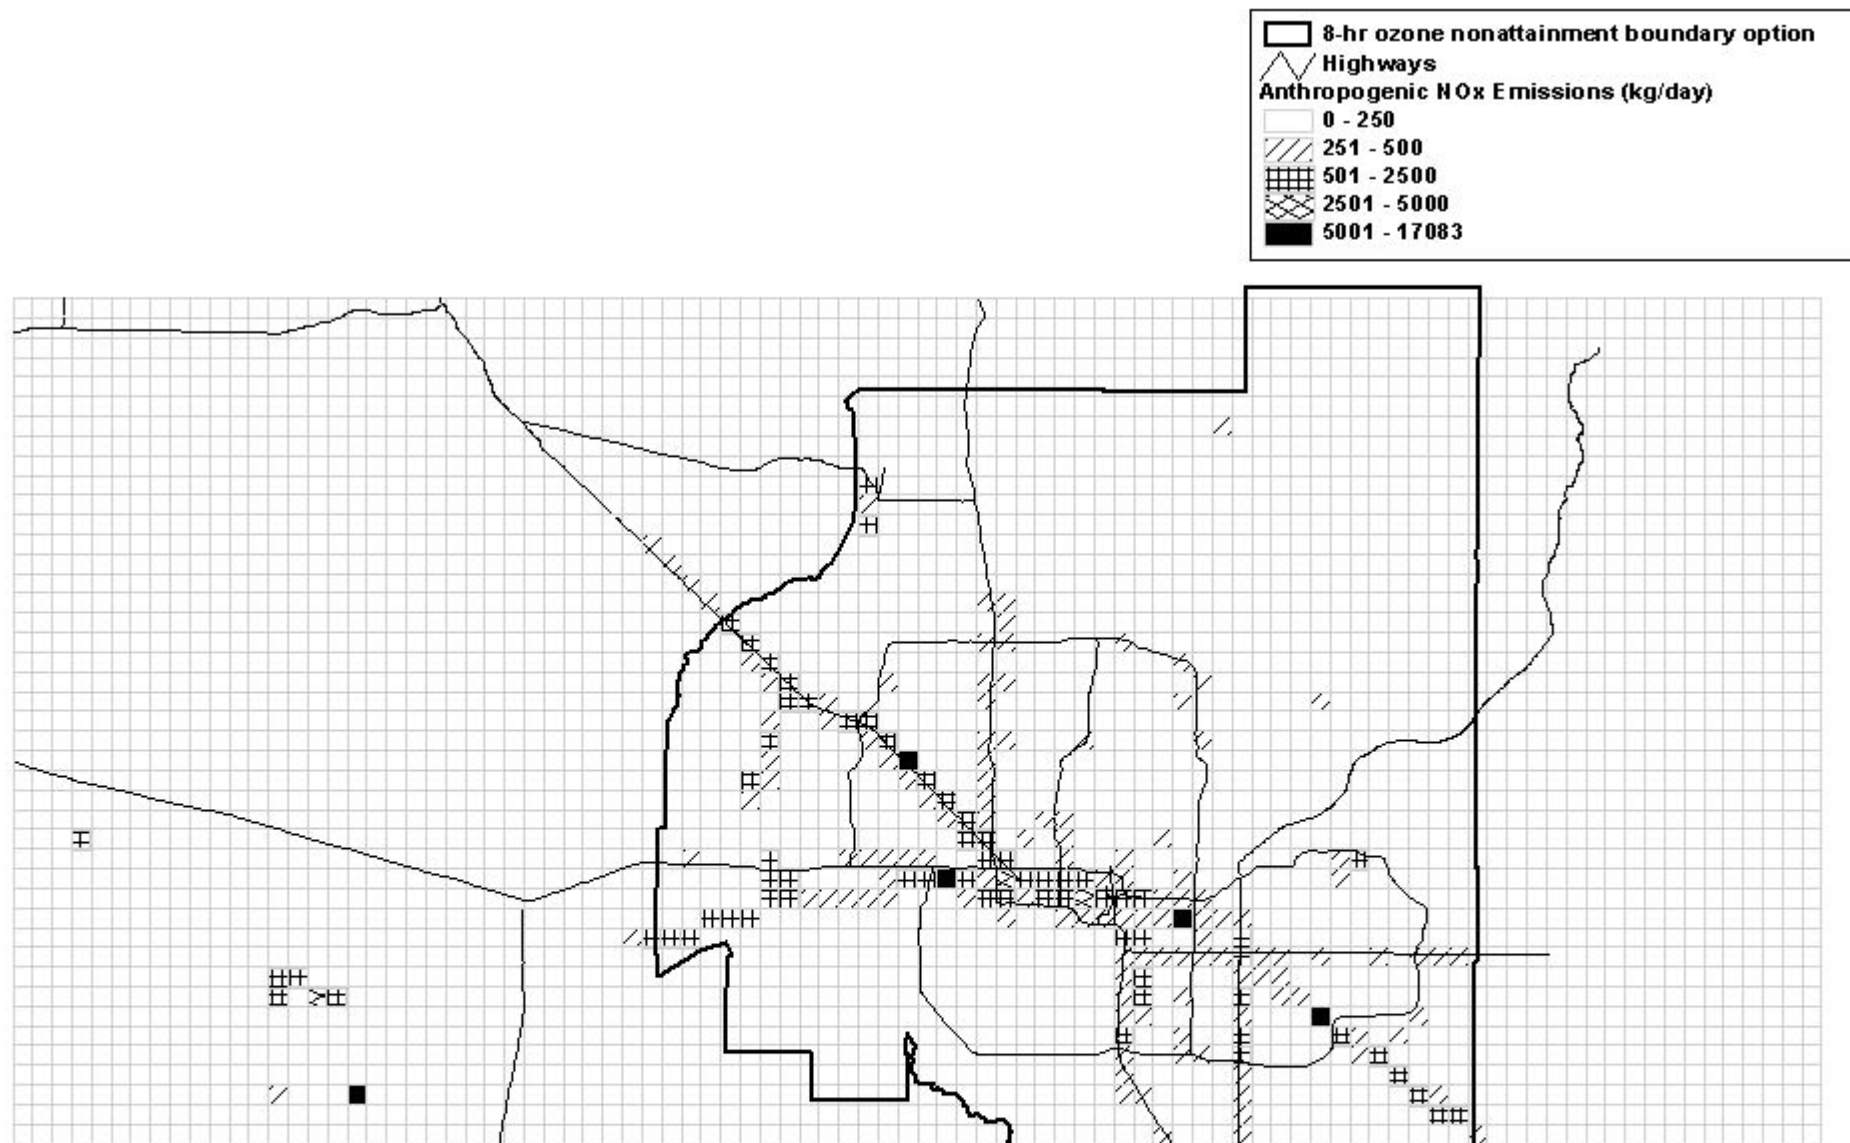 8-hr ozone nonattainment boundary option
Highways
Anthropogenic NOx Emissions (kg/day)
0 - 250
251 - 500
501 - 2500
2501 - 5000
5001 - 17083